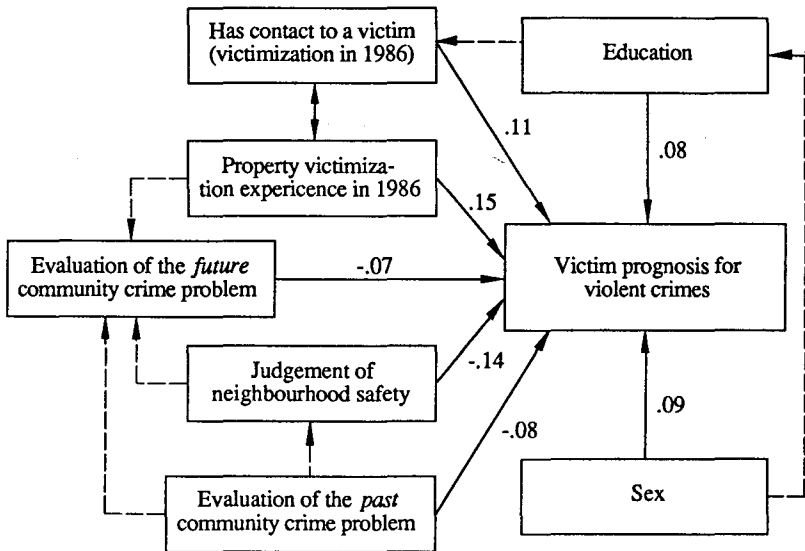 Has contact to a victim
(victimization in 1986)
Education
.11
.08
Property victimiza-
tion expericence in 1986
.15
Evaluation of the future
community crime problem
-.07
Victim prognosis for
violent crimes
Judgement of
neighbourhood safety
-.14
-.08
.09
Evaluation of the past
community crime problem
Sex